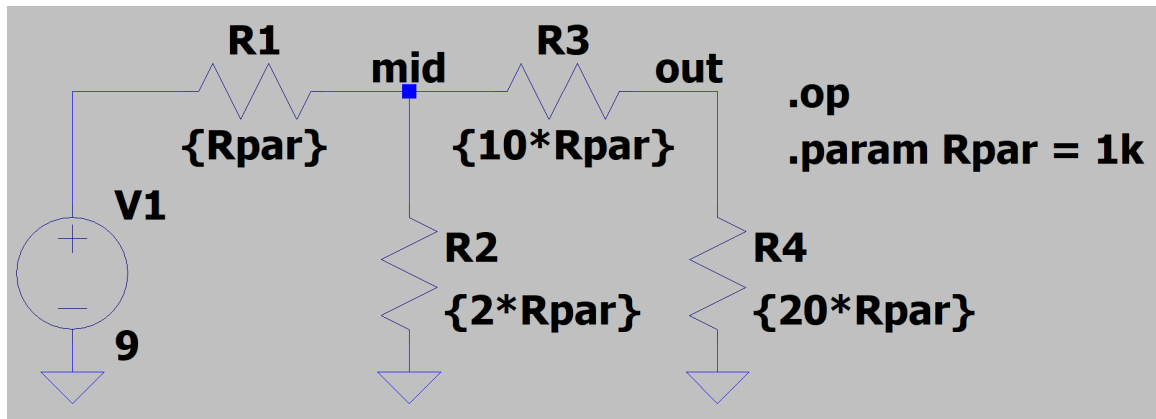 R1
mid
R3
out
{Rpar}
{10*Rpar}
.op
.param Rpar = 1k
V1
9
R2
{2*Rpar}
R4
{20*Rpar}